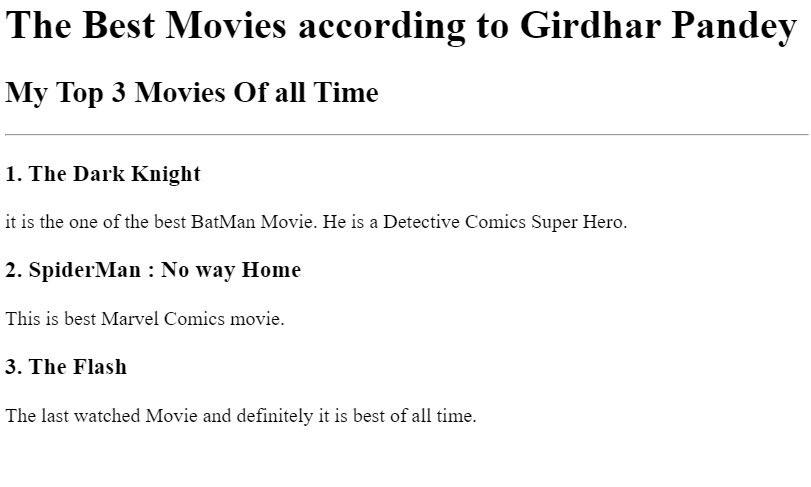 The Best Movies according to Girdhar Pandey
My Top 3 Movies Of all Time
1. The Dark Knight
it is the one of the best BatMan Movie. He is a Detective Comics Super Hero.
2. SpiderMan : No way Home
This is best Marvel Comics movie.
3. The Flash
The last watched Movie and definitely it is best of all time.